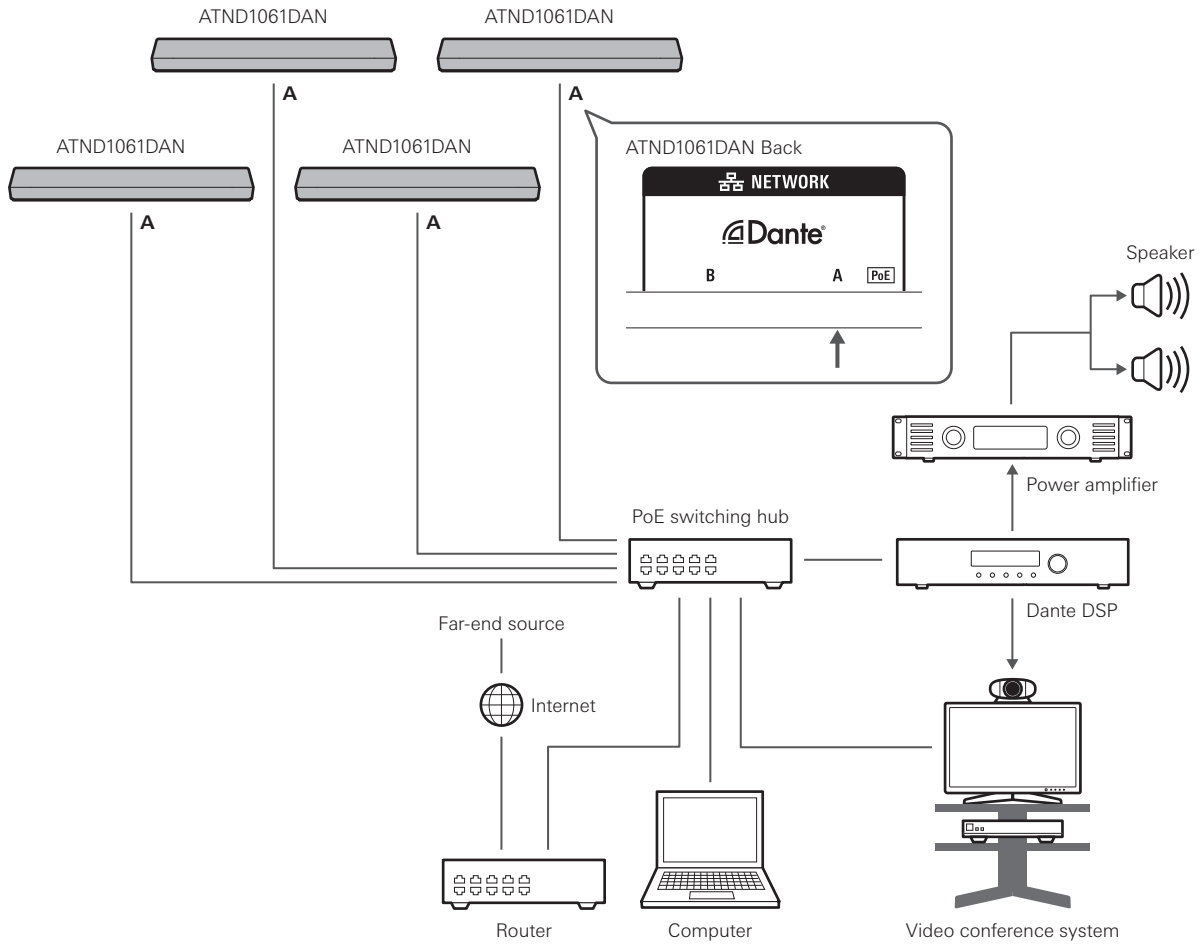 ATND1061DAN
ATND1061DAN
A
A
ATND1061DAN
ATND1061DAN
A
A
ATND1061DAN Back
NETWORK
Dante®
B
A
PoE
Speaker
Power amplifier
PoE switching hub
Dante DSP
Far-end source
Internet
Router
Computer
Video conference system